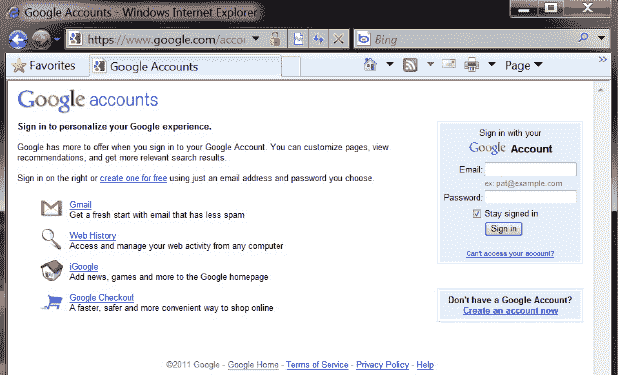 Google Accounts - Windows Internet Explorer
https://www.google.com/accou
Bing
Favorites
Google Accounts
Page
Google accounts
Sign in to personalize your Google experience.
Google has more to offer when you sign in to your Google Account. You can customize pages, view
recommendations, and get more relevant search results.
Sign in on the right or create one for free using just an email address and password you choose.
Gmail
Get a fresh start with email that has less spam
Web History
Access and manage your web activity from any computer
iGoogle
Add news, games and more to the Google homepage
Google Checkout
A faster, safer and more convenient way to shop online
Sign in with your
Google Account
Email:
ex: pat@example.com
Password:
Stay signed in
Sign in
Can't access your account?
Don't have a Google Account?
Create an account now
©2011 Google - Google Home - Terms of Service - Privacy Policy - Help